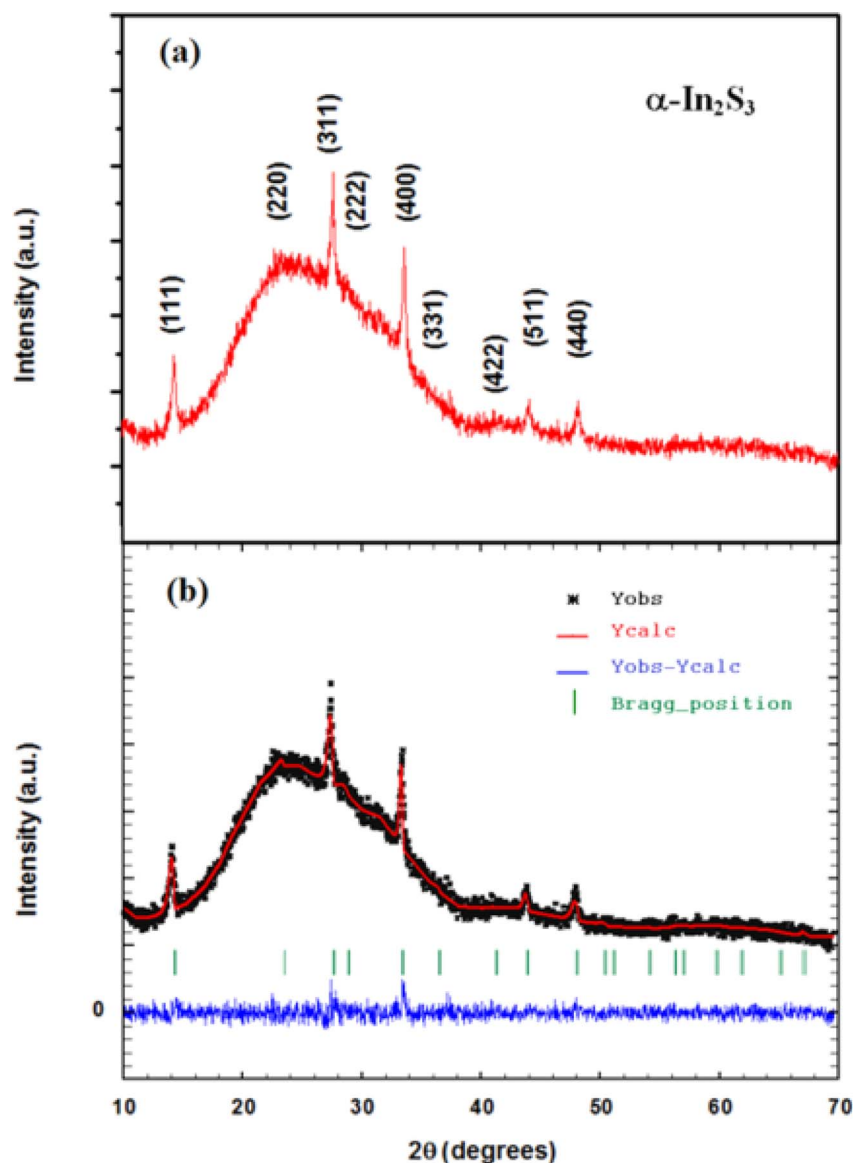 (a)
α-In₂S₃
(111)
(220)
(311)
(222)
(400)
(331)
(422)
(511)
(440)
Intensity (a.u.)
(b)
Yobs
Ycalc
Yobs-Ycalc
Bragg_position
Intensity (a.u.)
0
10 20 30 40 50 60 70
2θ (degrees)